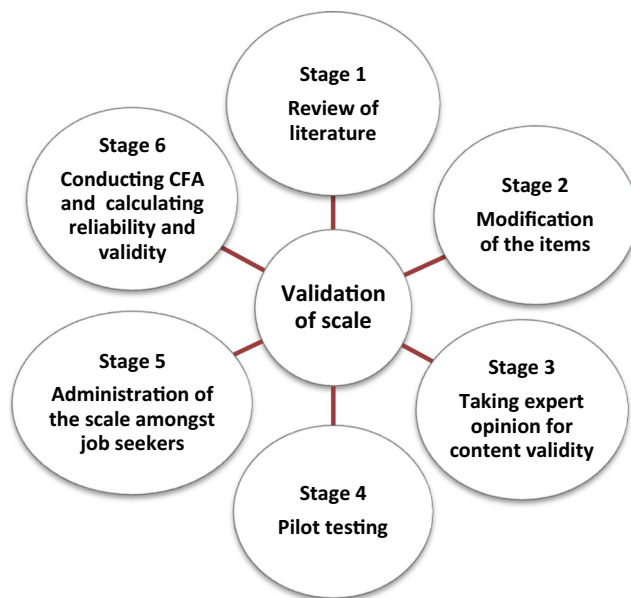 Stage 1
Review of
literature
Stage 2
Modification
of the items
Stage 3
Taking expert
opinion for
content validity
Stage 4
Pilot testing
Stage 5
Administration of
the scale amongst
job seekers
Stage 6
Conducting CFA
and calculating
reliability and
validity
Validation
of scale